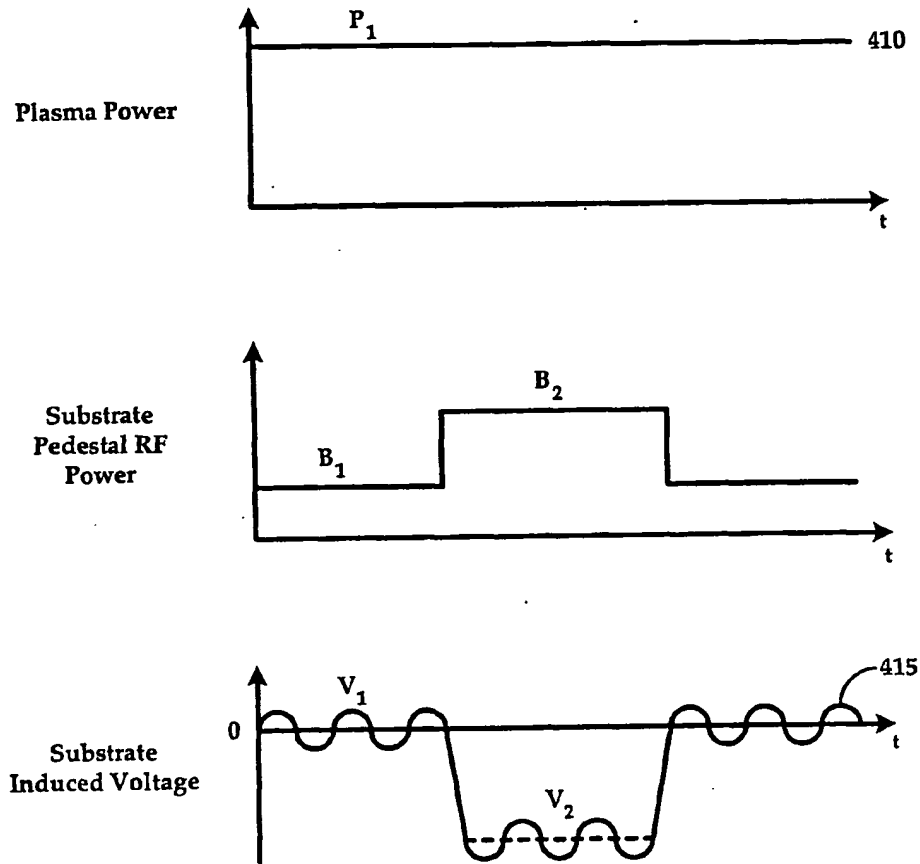 P1
410
Plasma Power
t
B2
Substrate
Pedestal RF
Power
B1
t
415
V1
0
t
Substrate
Induced Voltage
V2